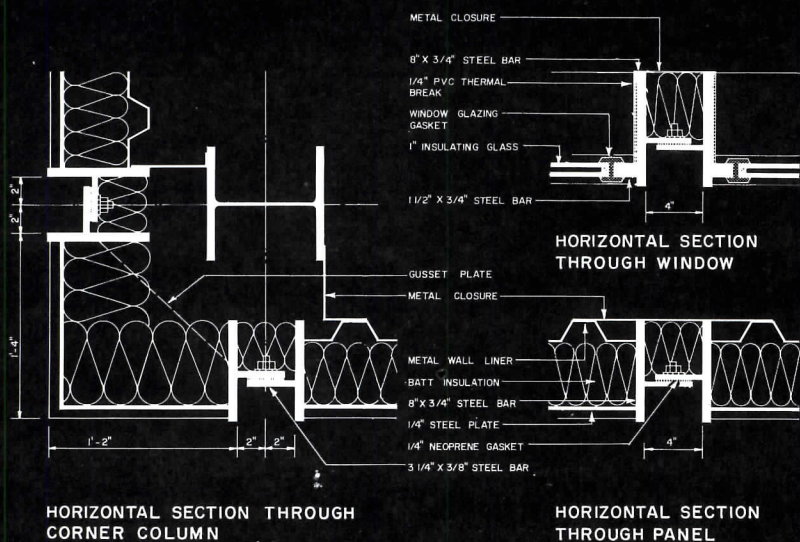 METAL CLOSURE
8" X 3/4" STEEL BAR
1/4" PVC THERMAL
BREAK
WINDOW GLAZING
GASKET
1" INSULATING GLASS
1 1/2" X 3/4" STEEL BAR
4"
HORIZONTAL SECTION
THROUGH WINDOW
2"
2"
1'-4"
GUSSET PLATE
METAL CLOSURE
METAL WALL LINER
BATT INSULATION
8" X 3/4" STEEL BAR
1/4" STEEL PLATE
1/4" NEOPRENE GASKET
3 1/4" X 3/8" STEEL BAR
1'-2"
2"
2"
4"
HORIZONTAL SECTION THROUGH
CORNER COLUMN
HORIZONTAL SECTION
THROUGH PANEL